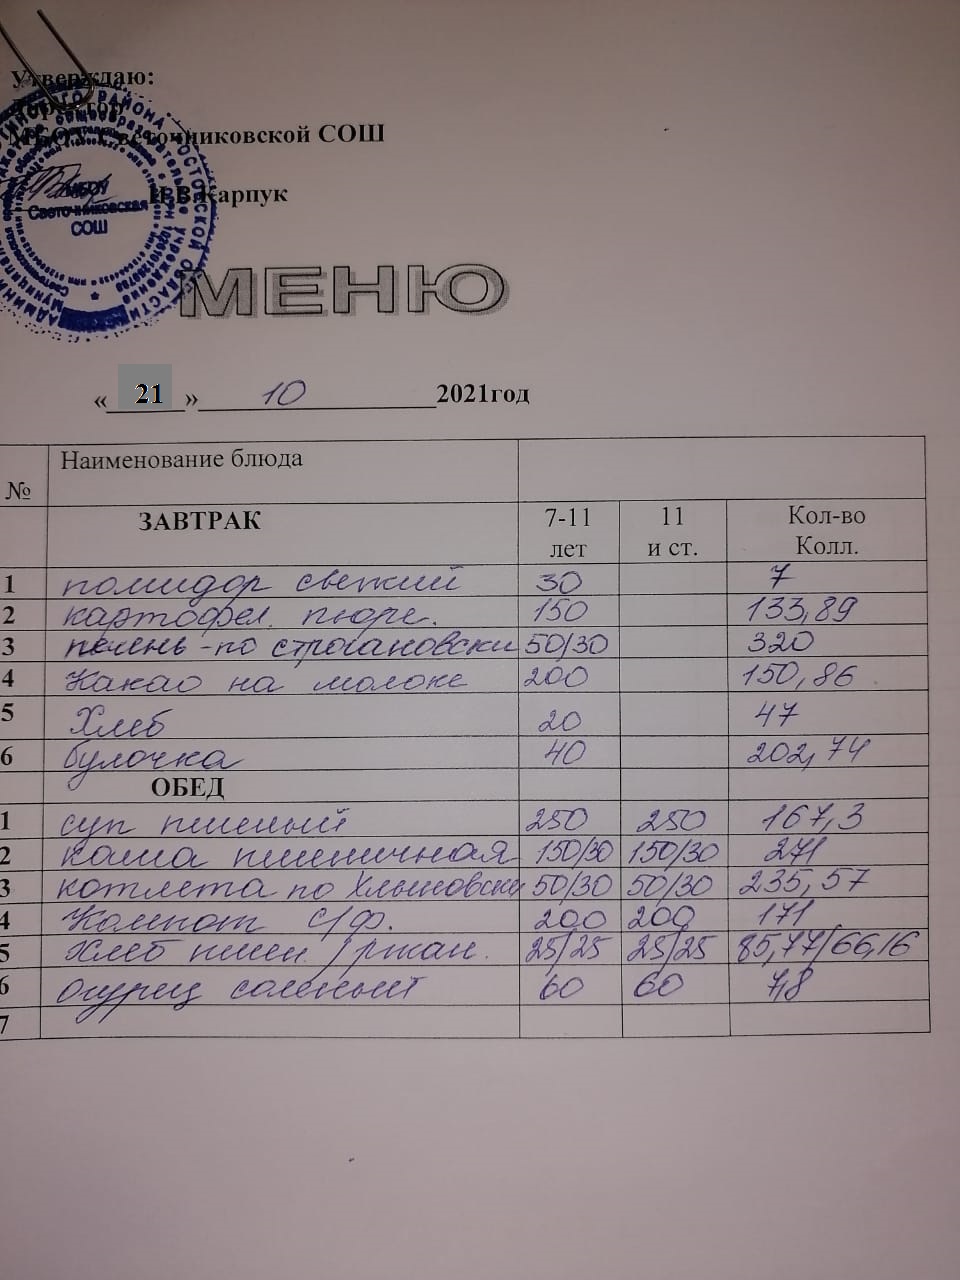 Утверждаю:
Директор
МБОУ Светочниковской СОШ
Н.В.Карпук
МБОУ
Светочниковская
СОШ
МЕНЮ
« 21 » 10 2021год
№ Наименование блюда
ЗАВТРАК 7-11 лет 11 и ст. Кол-во Колл.
1 помидор свежий 30 7
2 картофел. пюре. 150 133,89
3 печень-по строгановски 50/30 320
4 Какао на молоке 200 150,86
5 Хлеб 20 47
6 булочка 40 202,74
ОБЕД
1 суп пшеный 250 250 167,3
2 каша пшеничная 150/30 150/30 271
3 котлета по Хлыновски 50/30 50/30 235,57
4 Компот с/ф. 200 200 171
5 Хлеб пшен./ржан. 25/25 25/25 85,77/66,16
6 огурец соленый 60 60 7,8
7